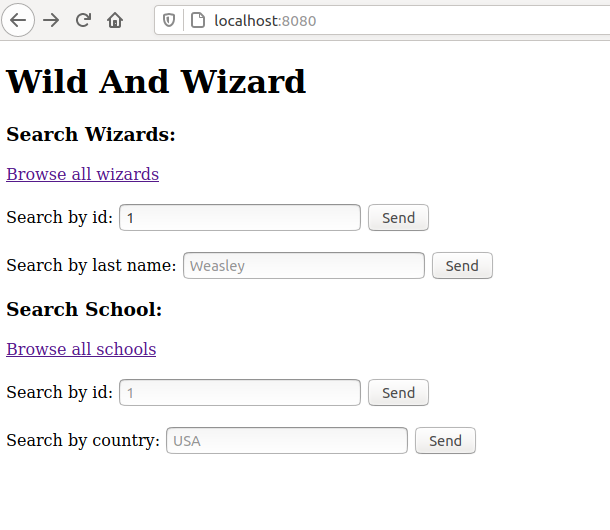 localhost:8080
Wild And Wizard
Search Wizards:
Browse all wizards
Search by id: 1 Send
Search by last name: Weasley Send
Search School:
Browse all schools
Search by id: 1 Send
Search by country: USA Send